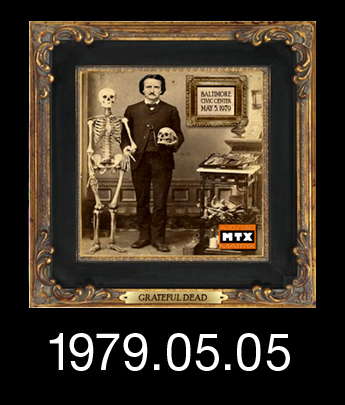 BALTIMORE
CIVIC CENTER
MAY 5, 1979
MTX
GRATEFUL DEAD
1979.05.05